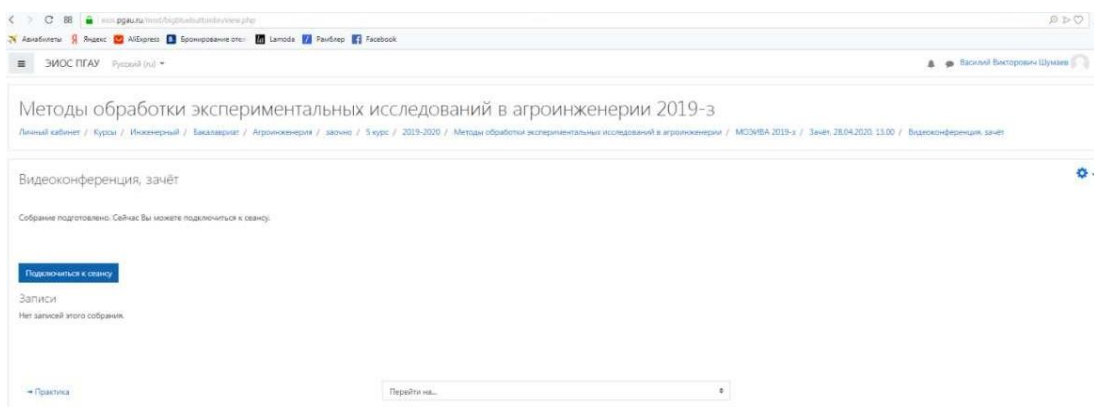 pgau.ru/mod/bigbluebuttonbn/view.php
Авиабилеты Яндекс AliExpress Бронирование оте Lamoda Рамблер Facebook
ЭИОС ПГАУ Русский (ru) Василий Викторович Шумаев
Методы обработки экспериментальных исследований в агроинженерии 2019-з
Личный кабинет / Курсы / Инженерный / Бакалавриат / Агроинженерия / заочно / 5 курс / 2019-2020 / Методы обработки экспериментальных исследований в агроинженерии / МОЭИВА 2019-з / Зачёт, 28.04.2020, 13.00 / Видеоконференция, зачёт
Видеоконференция, зачёт
Собрание подготовлено. Сейчас Вы можете подключиться к сеансу.
Подключиться к сеансу
Записи
Нет записей этого собрания.
Практика Перейти на...